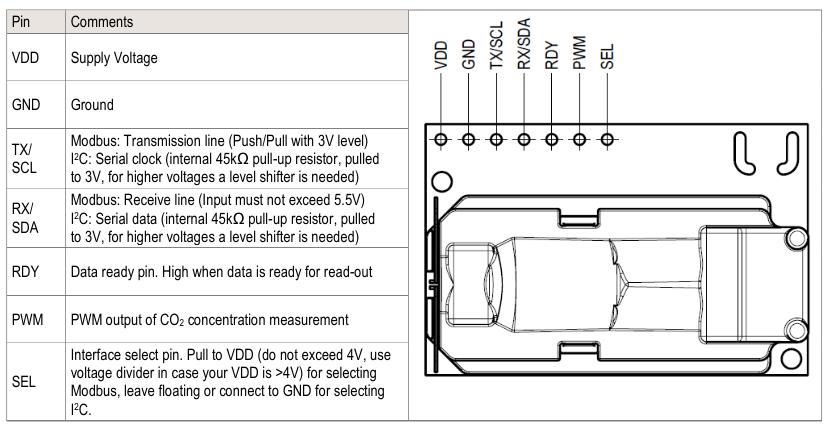 Pin Comments
VDD Supply Voltage
GND Ground
TX/
SCL
Modbus: Transmission line (Push/Pull with 3V level)
I²C: Serial clock (internal 45kΩ pull-up resistor, pulled
to 3V, for higher voltages a level shifter is needed)
RX/
SDA
Modbus: Receive line (Input must not exceed 5.5V)
I²C: Serial data (internal 45kΩ pull-up resistor, pulled
to 3V, for higher voltages a level shifter is needed)
RDY Data ready pin. High when data is ready for read-out
PWM PWM output of CO₂ concentration measurement
SEL
Interface select pin. Pull to VDD (do not exceed 4V, use
voltage divider in case your VDD is >4V) for selecting
Modbus, leave floating or connect to GND for selecting
I²C.
VDD
GND
TX/SCL
RX/SDA
RDY
PWM
SEL